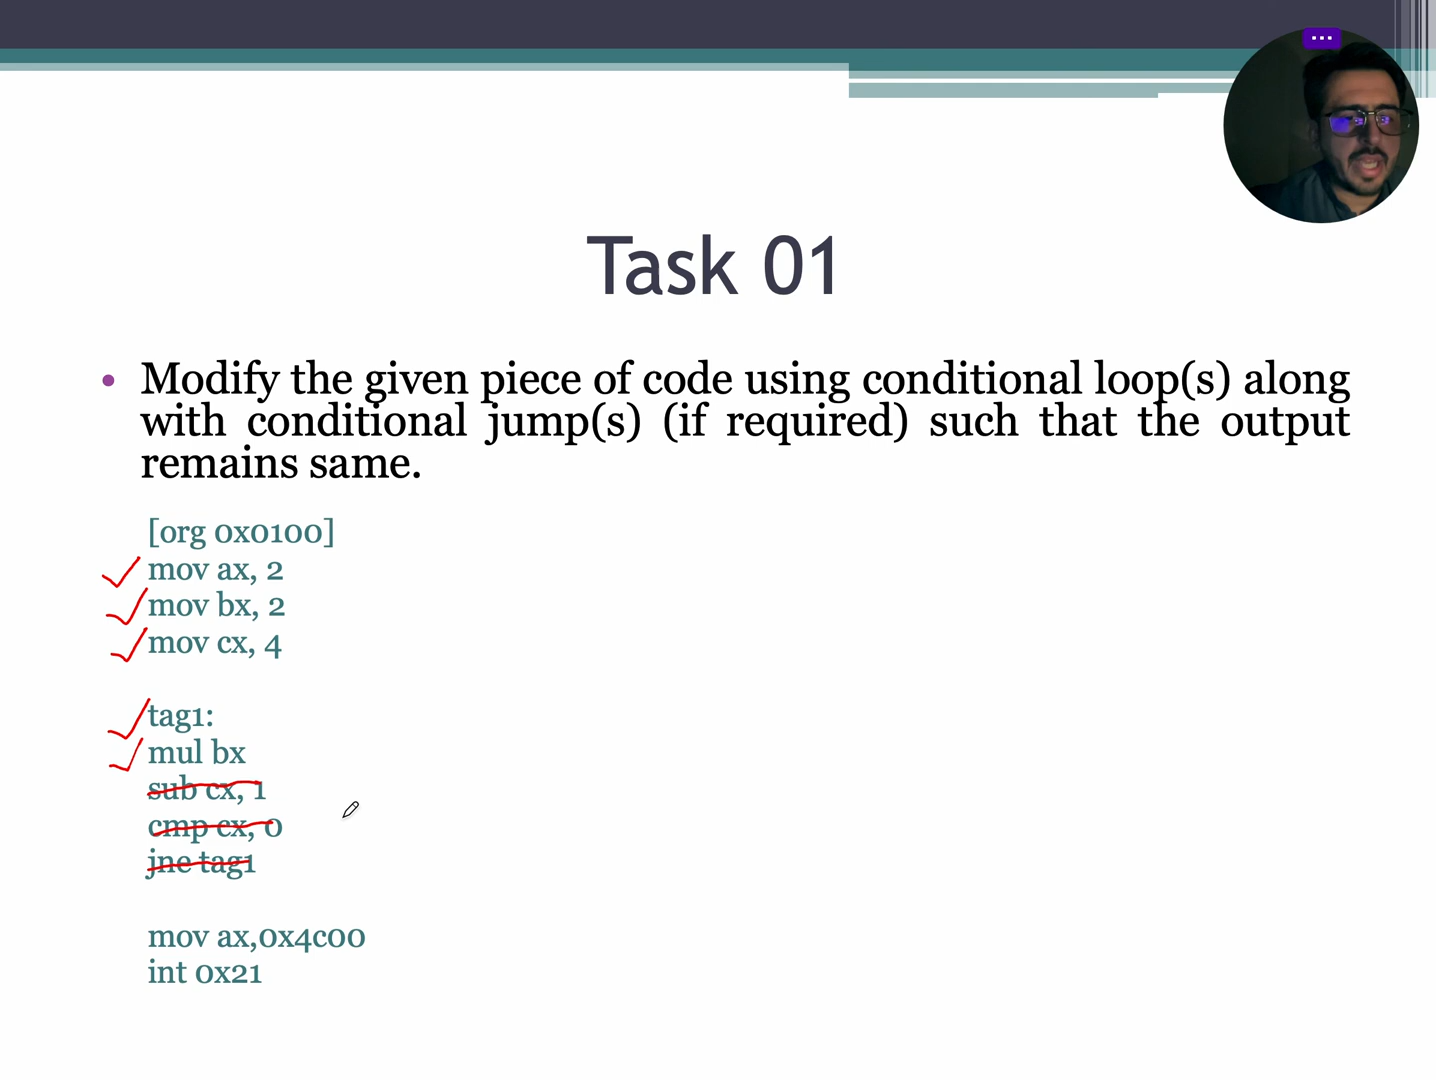 Task 01
• Modify the given piece of code using conditional loop(s) along
with conditional jump(s) (if required) such that the output
remains same.
[org 0x0100]
mov ax, 2
mov bx, 2
mov cx, 4
tag1:
mul bx
sub cx, 1
cmp cx, 0
jne tag1
mov ax,0x4c00
int 0x21